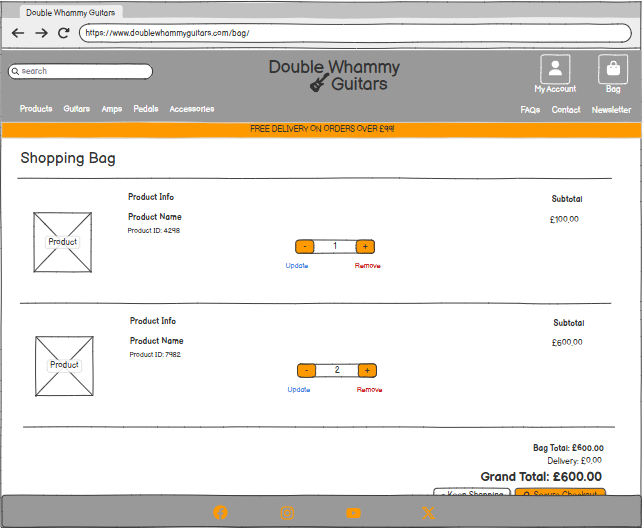 Double Whammy Guitars
https://www.doublewhammyguitars.com/bag/
search
Double Whammy
Guitars
My Account
Bag
Products Guitars Amps Pedals Accessories
FAQs Contact Newsletter
FREE DELIVERY ON ORDERS OVER £99!
Shopping Bag
Product Info
Subtotal
Product Name
£100.00
Product ID: 4298
Product
- 1 +
Update Remove
Product Info
Subtotal
Product Name
£600.00
Product ID: 7982
Product
- 2 +
Update Remove
Bag Total: £600.00
Delivery: £0.00
Grand Total: £600.00
Keep Shopping Secure Checkout